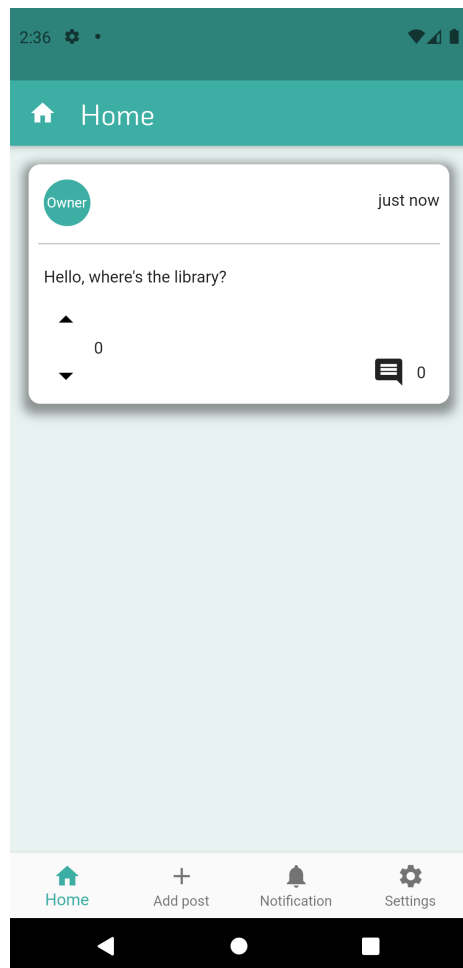 2:36
Home
Owner
just now
Hello, where's the library?
0
0
Home
Add post
Notification
Settings